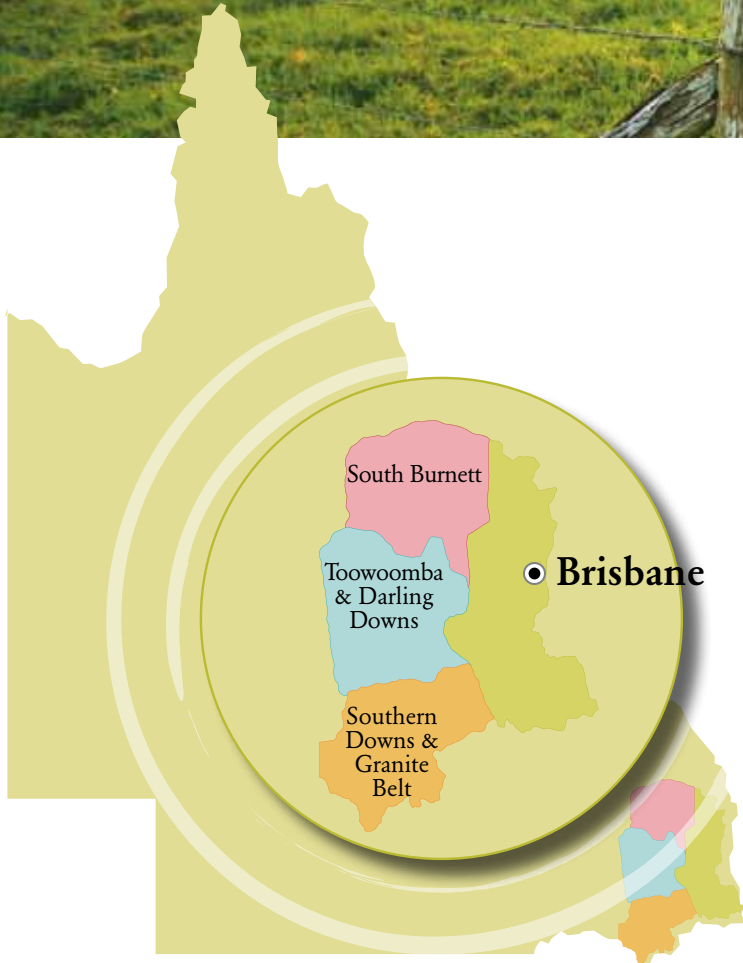 South Burnett
Brisbane
Toowoomba
& Darling
Downs
Southern
Downs &
Granite
Belt